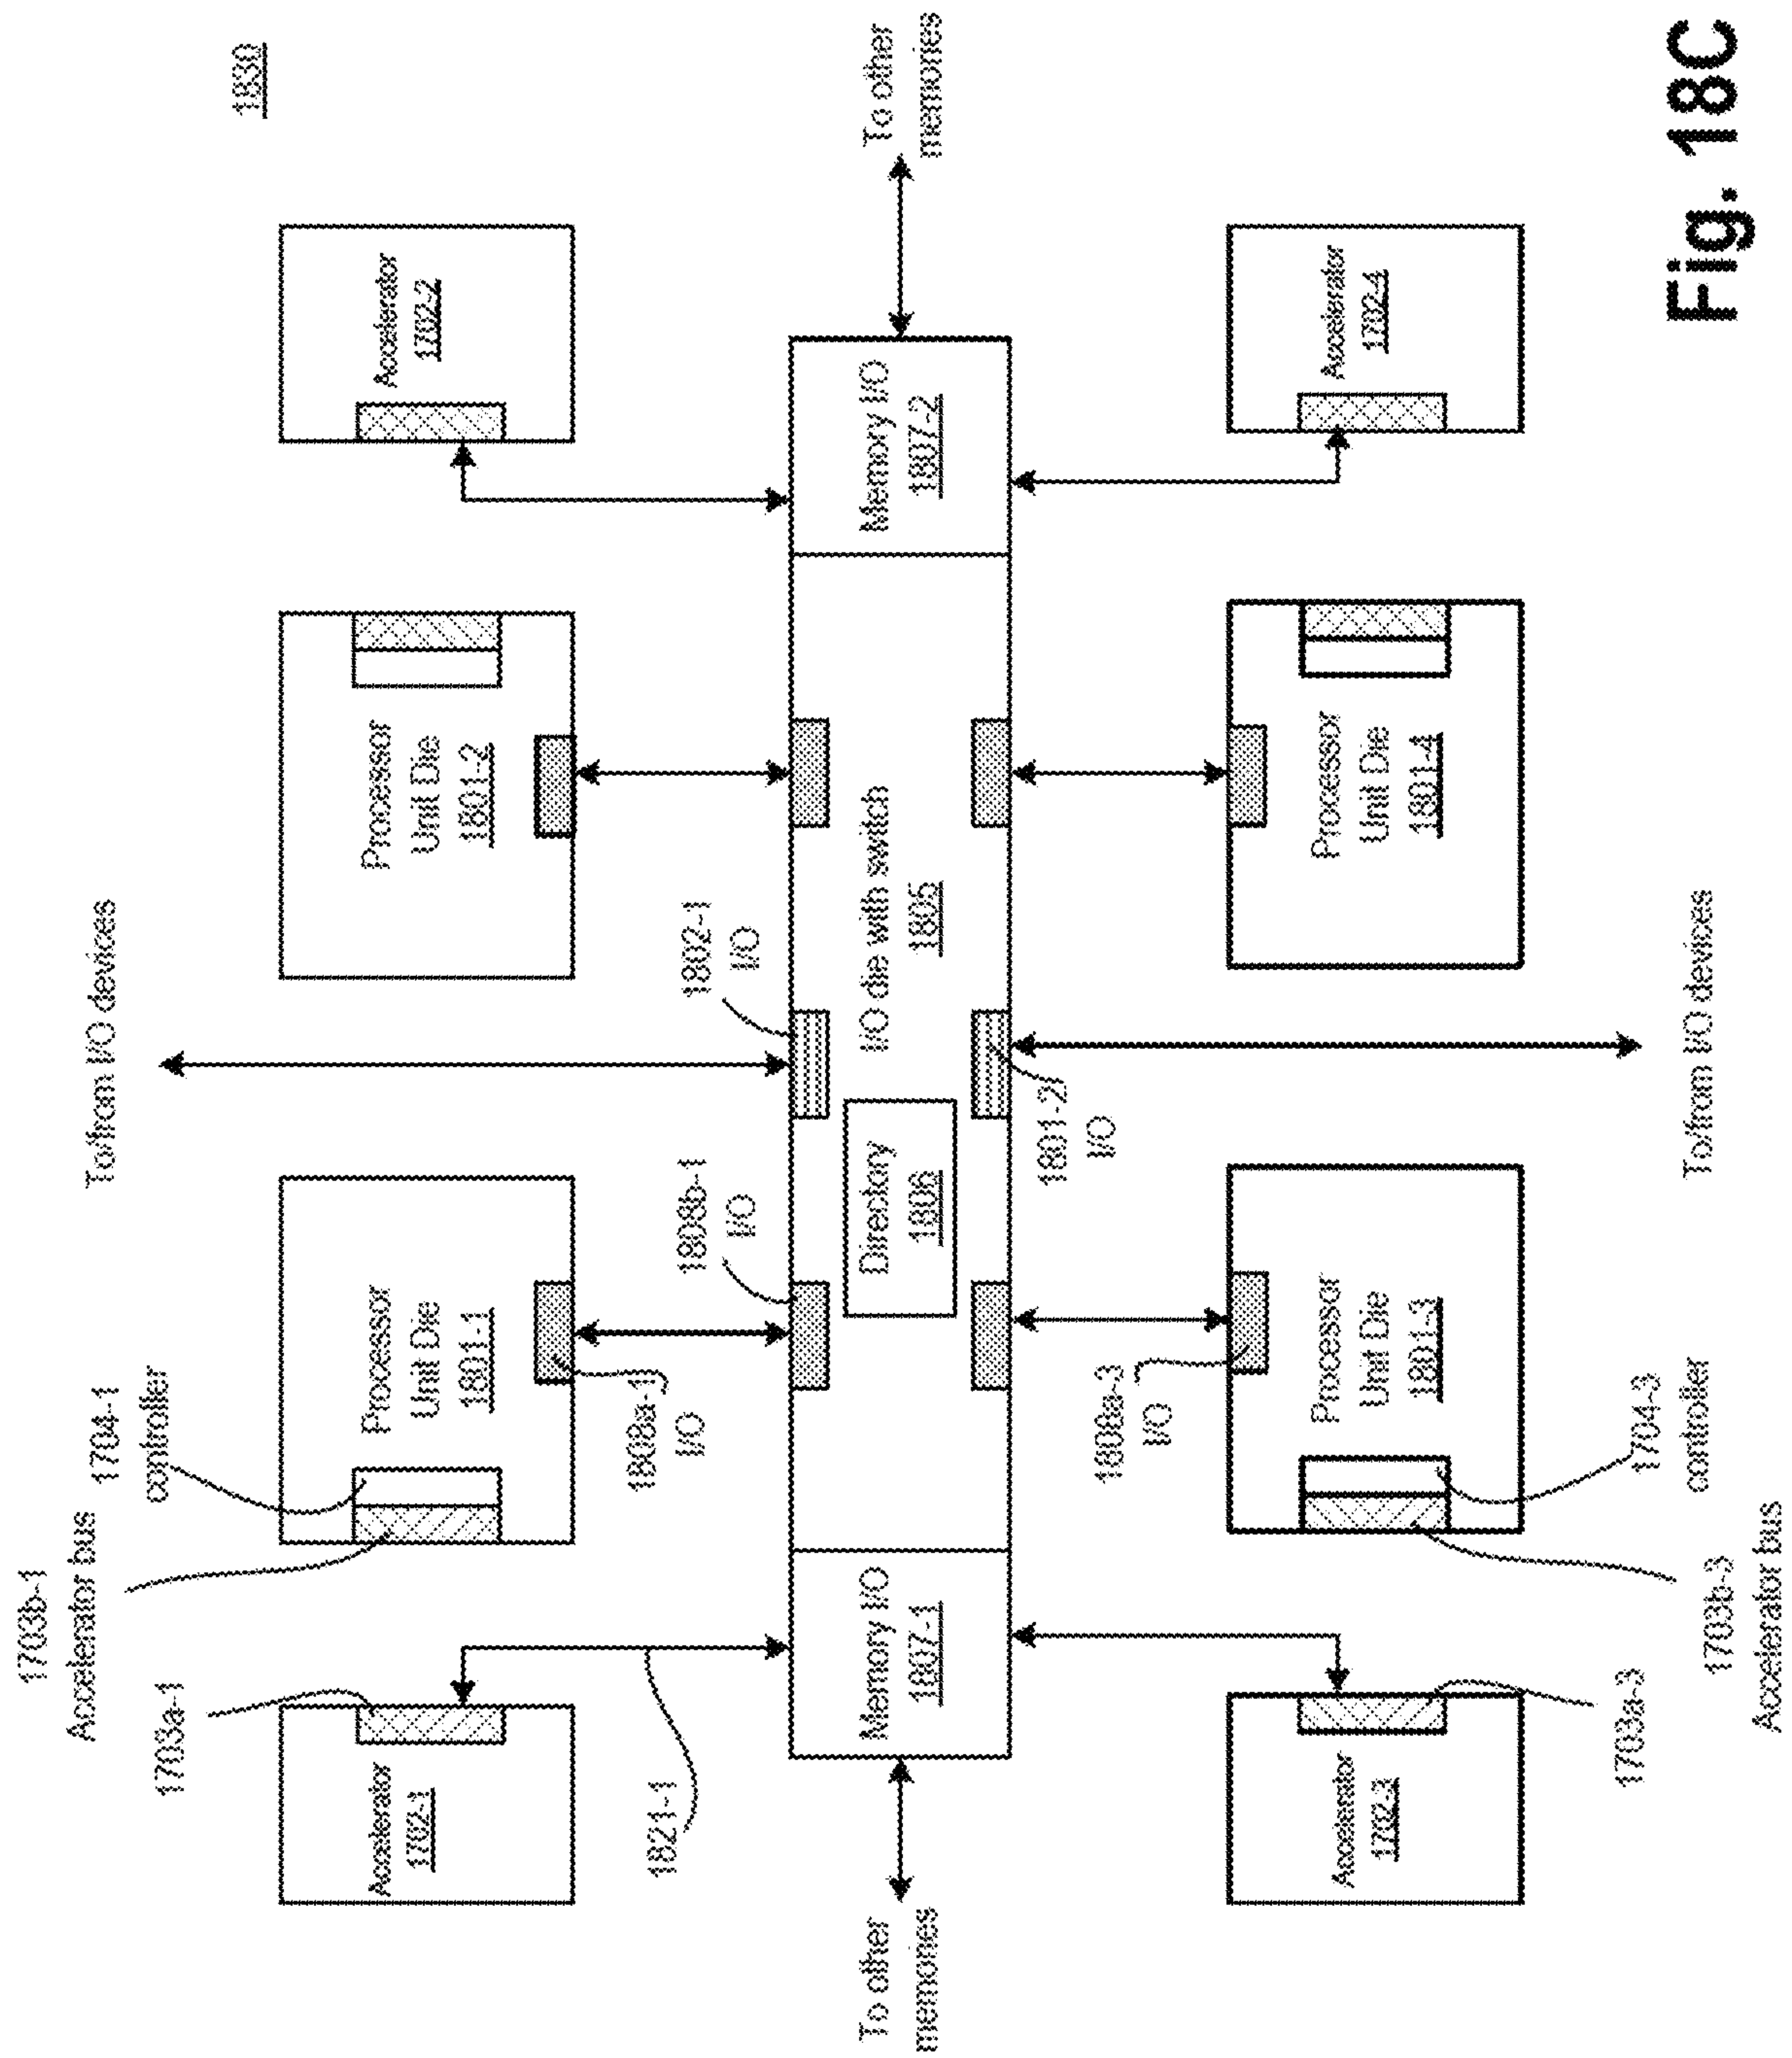 1830
To/from I/O devices
1703b-1
Accelerator bus
1704-1
controller
1703a-1
Accelerator
1702-1
Processor
Unit Die
1801-1
Processor
Unit Die
1801-2
Accelerator
1702-2
1821-1
1808a-1
I/O
1808b-1
I/O
1802-1
I/O
To other
memories
Memory I/O
1807-1
Directory
1806
I/O die with switch
1805
Memory I/O
1807-2
To other
memories
1808a-3
I/O
1801-2
I/O
Accelerator
1702-3
Processor
Unit Die
1801-3
Processor
Unit Die
1801-4
Accelerator
1702-4
1703a-3
1703b-3
Accelerator bus
1704-3
controller
To/from I/O devices
Fig. 18C